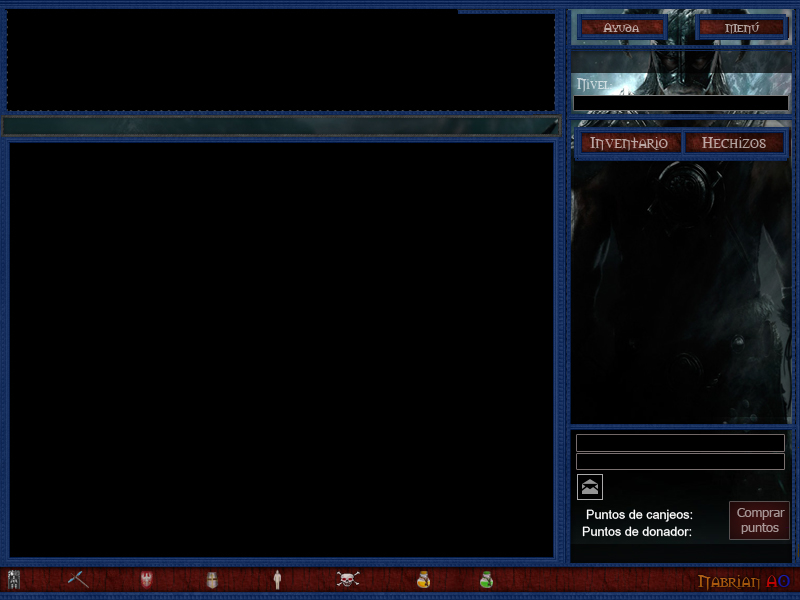 Ayuda
Menú
Nivel
Inventario
Hechizos
Puntos de canjeos:
Puntos de donador:
Comprar
puntos
Nabrian AO